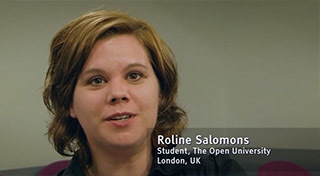 Roline Salomons
Student, The Open University
London, UK